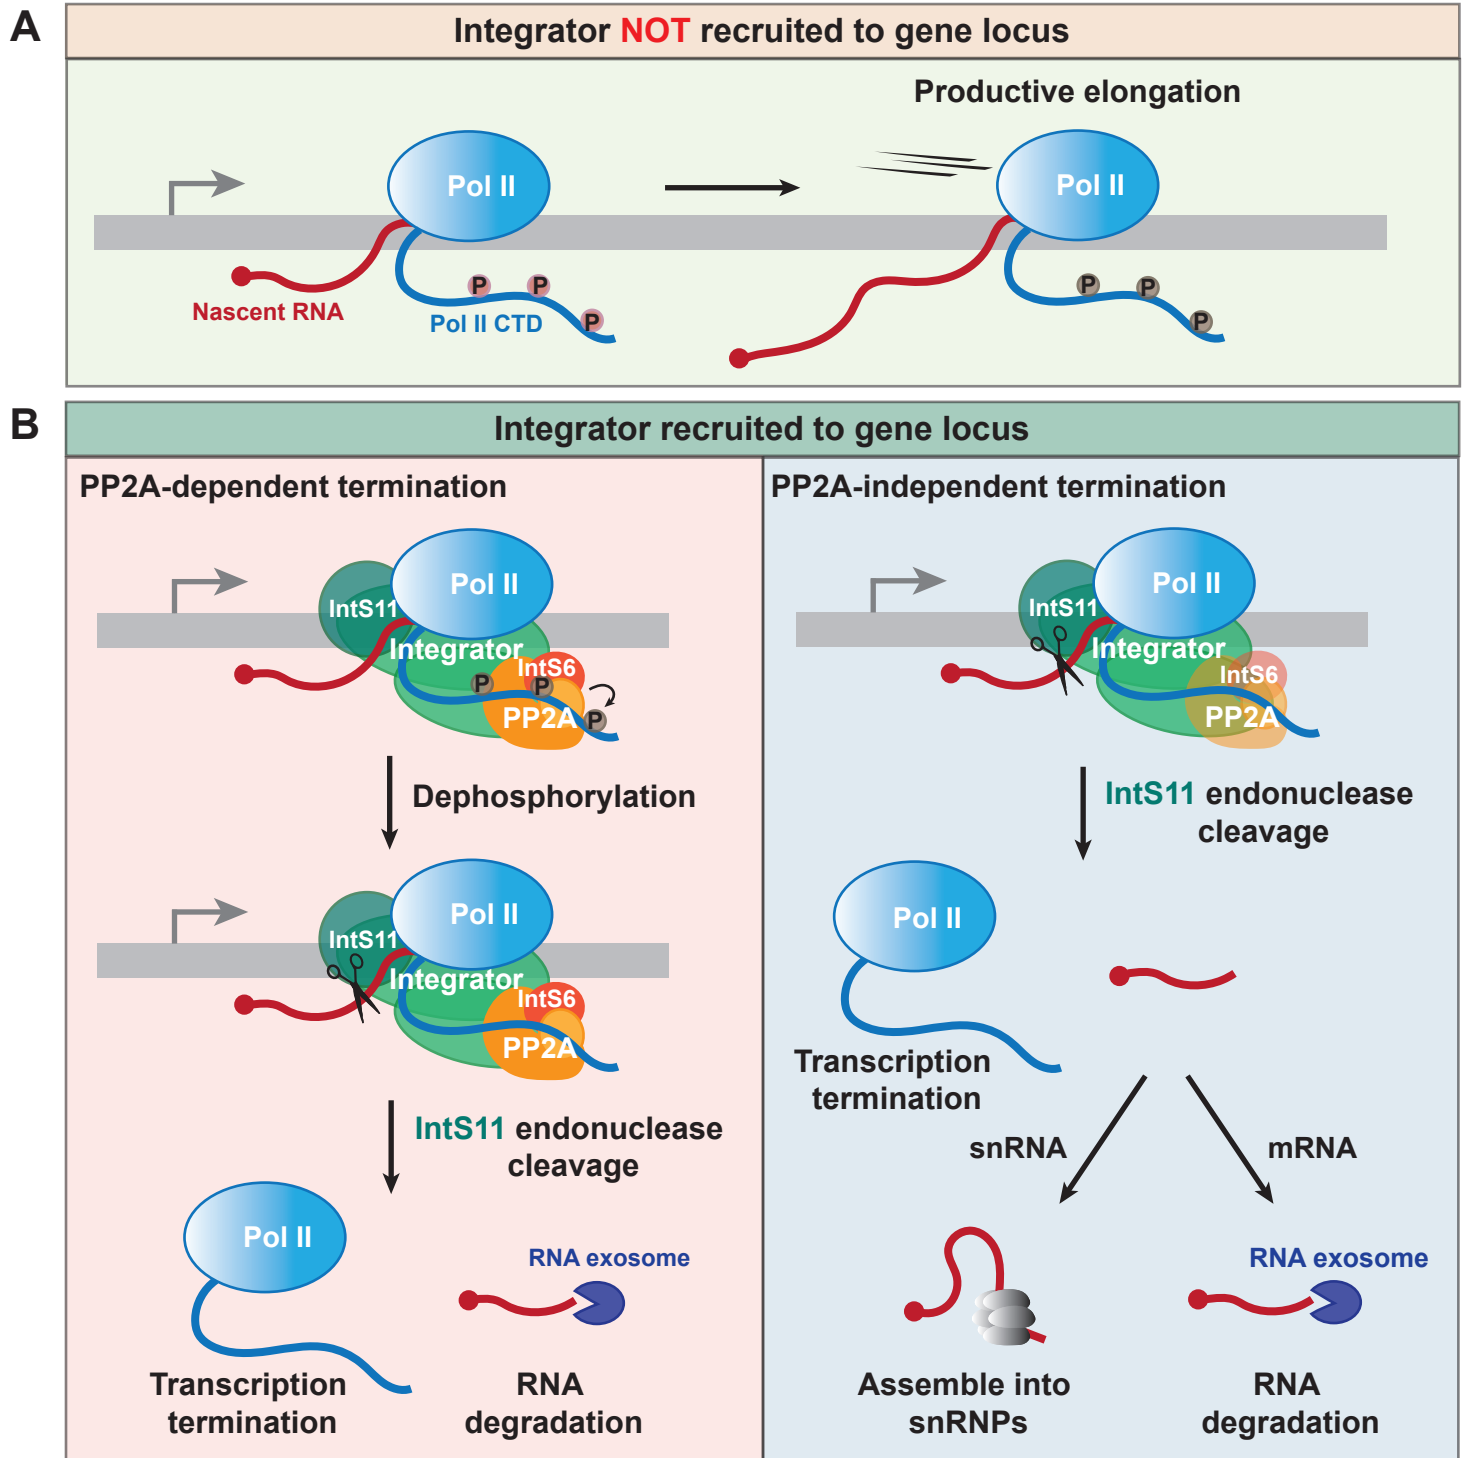 A
Integrator NOT recruited to gene locus
Productive elongation
Pol II
Pol II
Nascent RNA
Pol II CTD
P
P
P
P
P
P
B
Integrator recruited to gene locus
PP2A-dependent termination
Pol II
IntS11
Integrator
IntS6
P
P
P
PP2A
Dephosphorylation
Pol II
IntS11
Integrator
IntS6
PP2A
IntS11 endonuclease
cleavage
Pol II
RNA exosome
Transcription
termination
RNA
degradation
PP2A-independent termination
Pol II
IntS11
Integrator
IntS6
PP2A
IntS11 endonuclease
cleavage
Pol II
Transcription
termination
snRNA
mRNA
RNA exosome
Assemble into
snRNPs
RNA
degradation